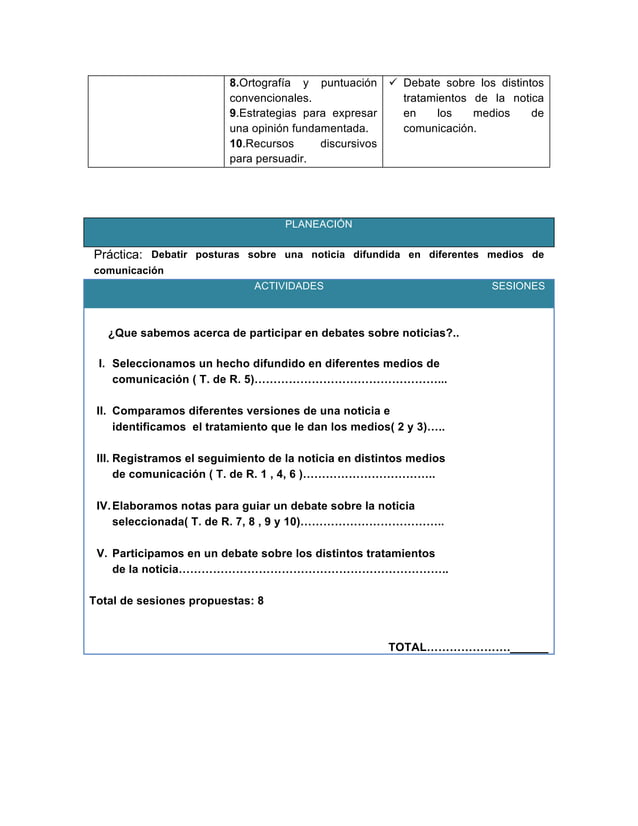 8.Ortografía y puntuación
convencionales.
9.Estrategias para expresar
una opinión fundamentada.
10.Recursos discursivos
para persuadir.
✓ Debate sobre los distintos
tratamientos de la notica
en los medios de
comunicación.
PLANEACIÓN
Práctica: Debatir posturas sobre una noticia difundida en diferentes medios de
comunicación
ACTIVIDADES SESIONES
¿Que sabemos acerca de participar en debates sobre noticias?..
I. Seleccionamos un hecho difundido en diferentes medios de
comunicación ( T. de R. 5)…………………………………………...
II. Comparamos diferentes versiones de una noticia e
identificamos el tratamiento que le dan los medios( 2 y 3)…..
III. Registramos el seguimiento de la noticia en distintos medios
de comunicación ( T. de R. 1 , 4, 6 )……………………………..
IV. Elaboramos notas para guiar un debate sobre la noticia
seleccionada( T. de R. 7, 8 , 9 y 10)……………………………….
V. Participamos en un debate sobre los distintos tratamientos
de la noticia……………………………………………………………..
Total de sesiones propuestas: 8
TOTAL………………….______